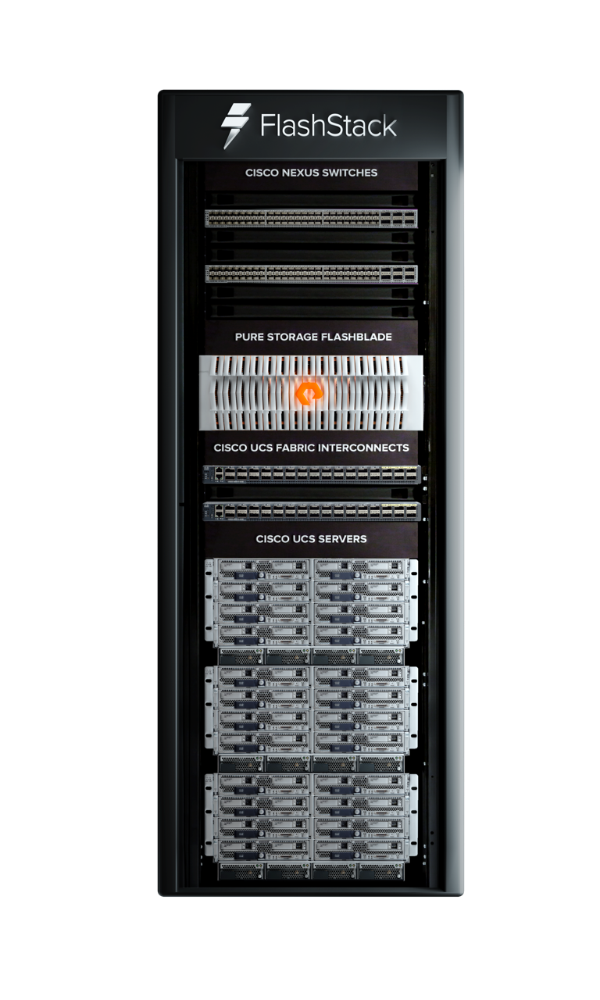 FlashStack
CISCO NEXUS SWITCHES
PURE STORAGE FLASHBLADE
CISCO UCS FABRIC INTERCONNECTS
CISCO UCS SERVERS